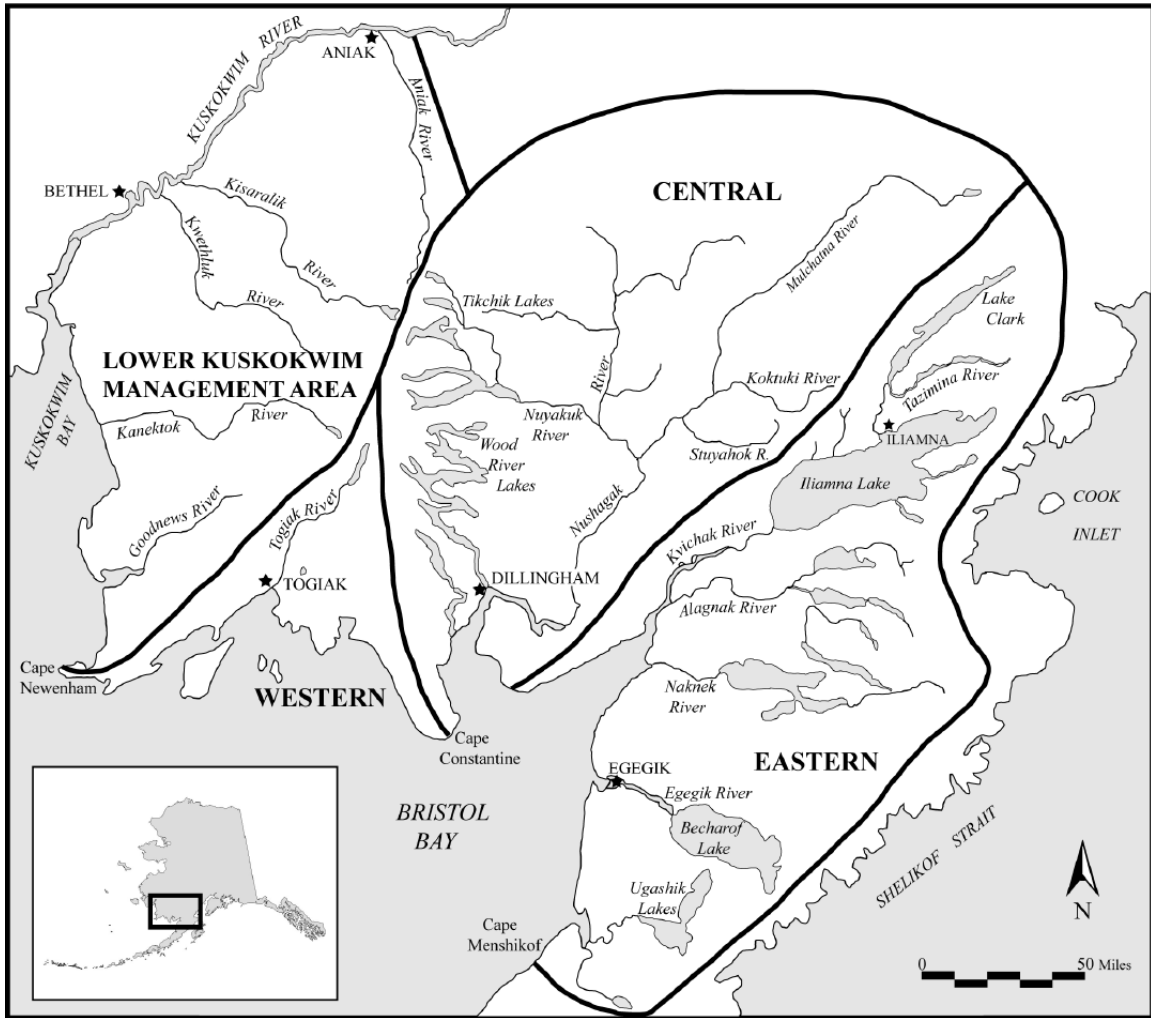 KUSKOKWIM RIVER
ANIAK
Aniak River
BETHEL
Kisaralik
River
Kwethluk
River
CENTRAL
Mulchatna River
Tikchik Lakes
Lake
Clark
LOWER KUSKOKWIM
MANAGEMENT AREA
KUSKOKWIM
BAY
Kanektok
River
River
Koktuki River
Tazimina River
Nuyakuk
River
ILIAMNA
Wood
River
Lakes
Stuyahok R.
Iliamna Lake
Goodnews River
Togiak River
Nushagak
Kvichak River
COOK
INLET
TOGIAK
DILLINGHAM
Alagnak River
Cape
Newenham
WESTERN
Naknek
River
Cape
Constantine
EGEGIK
EASTERN
Egegik River
BRISTOL
BAY
Becharof
Lake
SHELIKOF STRAIT
Ugashik
Lakes
Cape
Menshikof
N
0
50 Miles